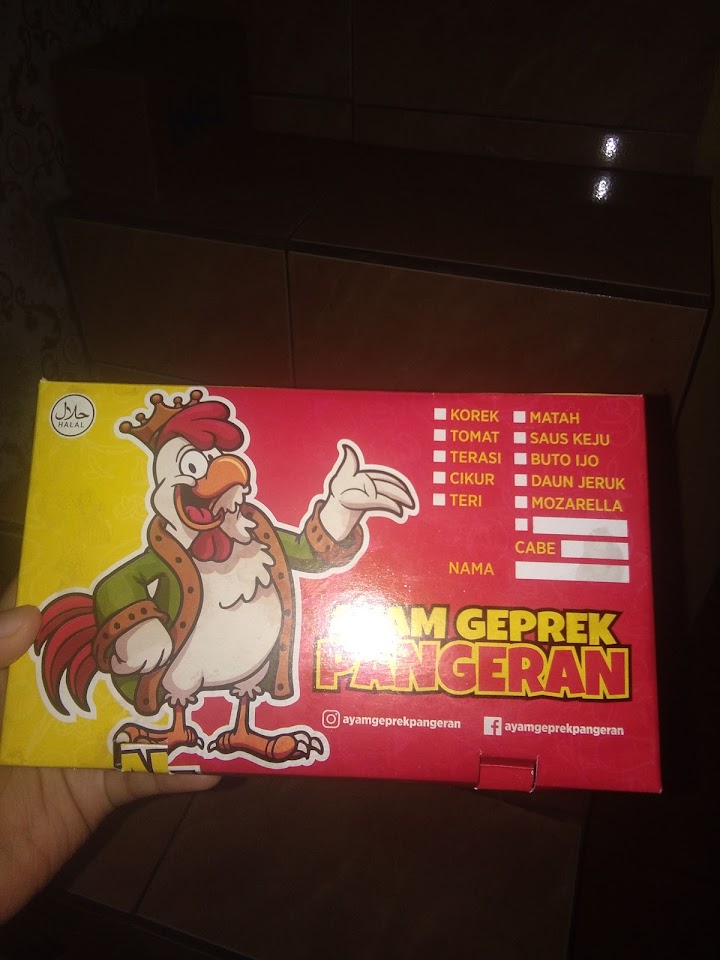 حلال
HALAL
KOREK
TOMAT
TERASI
CIKUR
TERI
MATAH
SAUS KEJU
BUTO IJO
DAUN JERUK
MOZARELLA
CABE
NAMA
AYAM GEPREK
PANGERAN
ayamgeprekpangeran
ayamgeprekpangeran